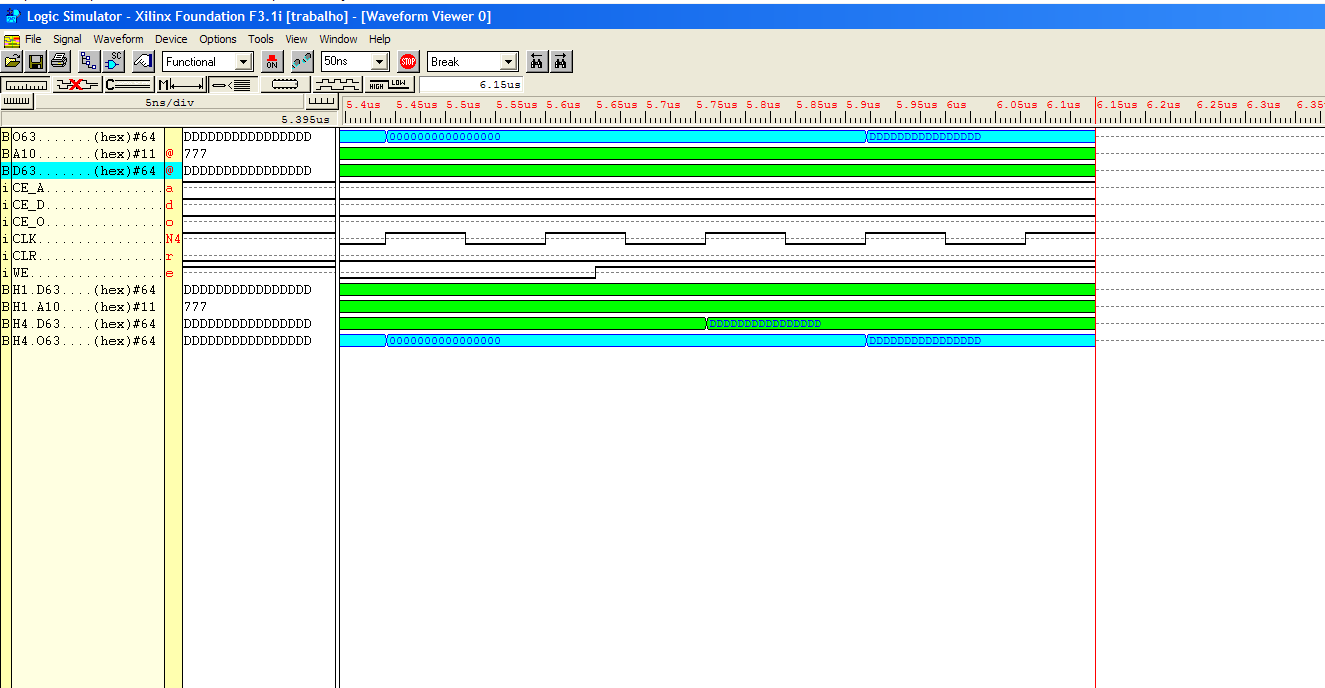 Logic Simulator - Xilinx Foundation F3.1i [trabalho] - [Waveform Viewer 0]
File Signal Waveform Device Options Tools View Window Help
SC Functional ON 50ns STOP Break
C M HIGH LOW 6.15us
5ns/div
5.4us 5.45us 5.5us 5.55us 5.6us 5.65us 5.7us 5.75us 5.8us 5.85us 5.9us 5.95us 6us 6.05us 6.1us 6.15us 6.2us 6.25us 6.3us 6.35
5.395us
B O63.......(hex)#64 DDDDDDDDDDDDDDDD 0000000000000000 DDDDDDDDDDDDDDDD
B A10.......(hex)#11 @ 777
B D63.......(hex)#64 @ DDDDDDDDDDDDDDDD
i CE_A............... a
i CE_D............... d
i CE_O............... o
i CLK................ N4
i CLR................ r
i WE................. e
B H1.D63....(hex)#64 DDDDDDDDDDDDDDDD
B H1.A10....(hex)#11 777
B H4.D63....(hex)#64 DDDDDDDDDDDDDDDD DDDDDDDDDDDDDDDD
B H4.O63....(hex)#64 DDDDDDDDDDDDDDDD 0000000000000000 DDDDDDDDDDDDDDDD